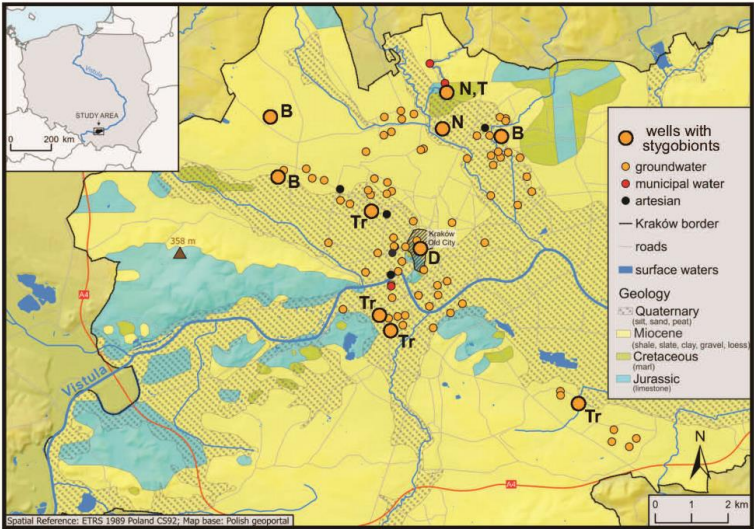 Vistula
STUDY AREA
0 200 km
N,T
B
N
B
B
Tr
Kraków
Old City
D
358 m
A4
Tr
Tr
Vistula
Tr
A4
wells with
stygobionts
groundwater
municipal water
artesian
Kraków border
roads
surface waters
Geology
Quaternary
(silt, sand, peat)
Miocene
(shale, slate, clay, gravel, loess)
Cretaceous
(marl)
Jurassic
(limestone)
N
0 1 2 km
Spatial Reference: ETRS 1989 Poland CS92; Map base: Polish geoportal